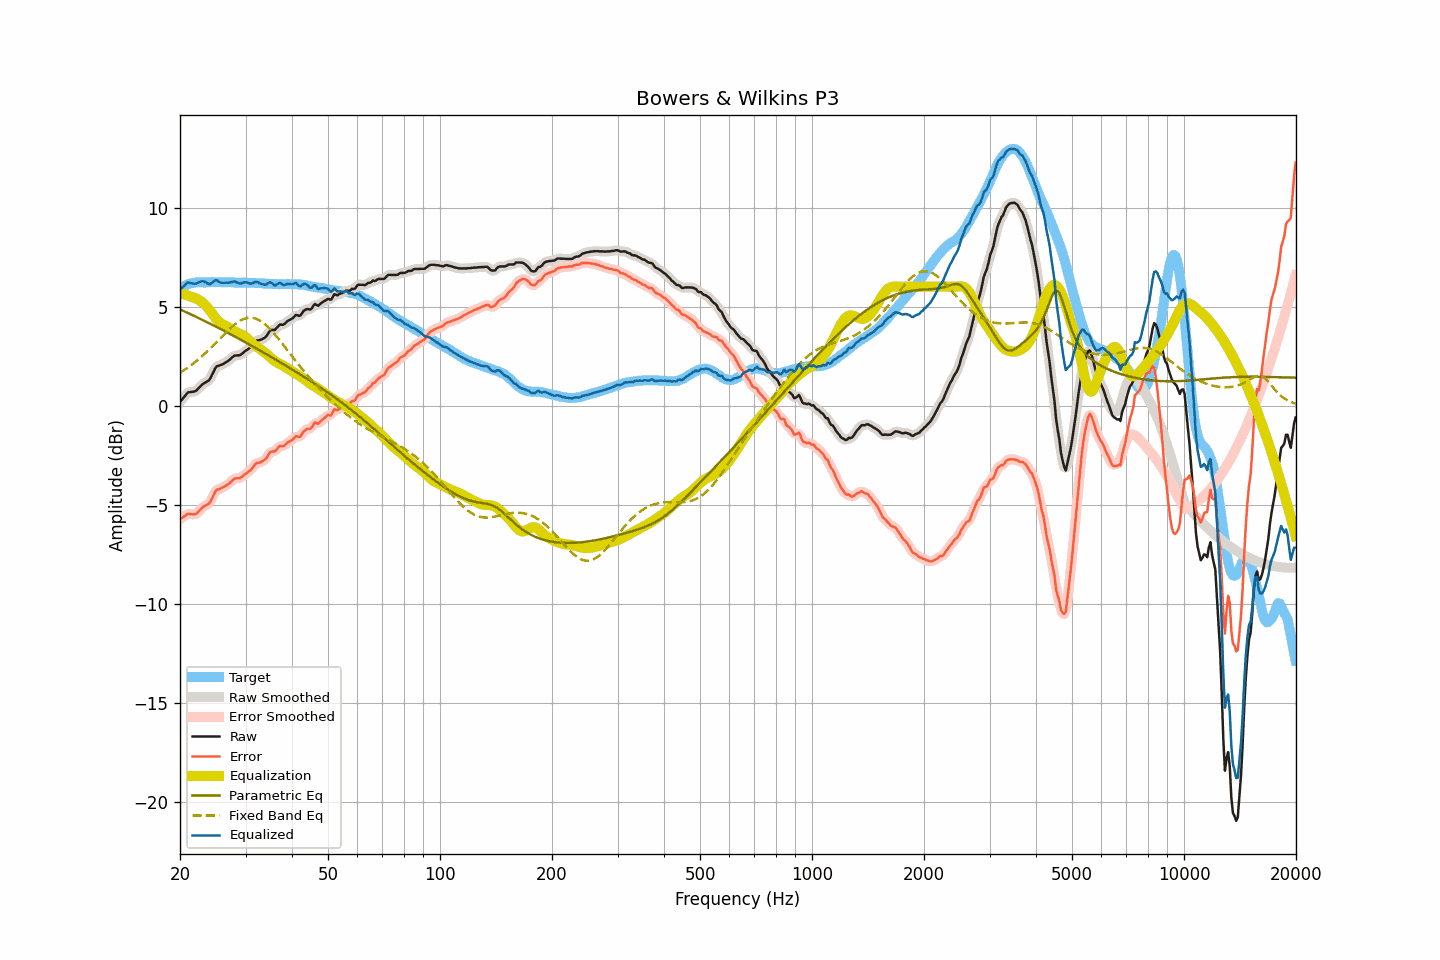 Bowers & Wilkins P3
Amplitude (dBr)
10
5
0
−5
−10
−15
−20
Target
Raw Smoothed
Error Smoothed
Raw
Error
Equalization
Parametric Eq
Fixed Band Eq
Equalized
20 50 100 200 500 1000 2000 5000 10000 20000
Frequency (Hz)